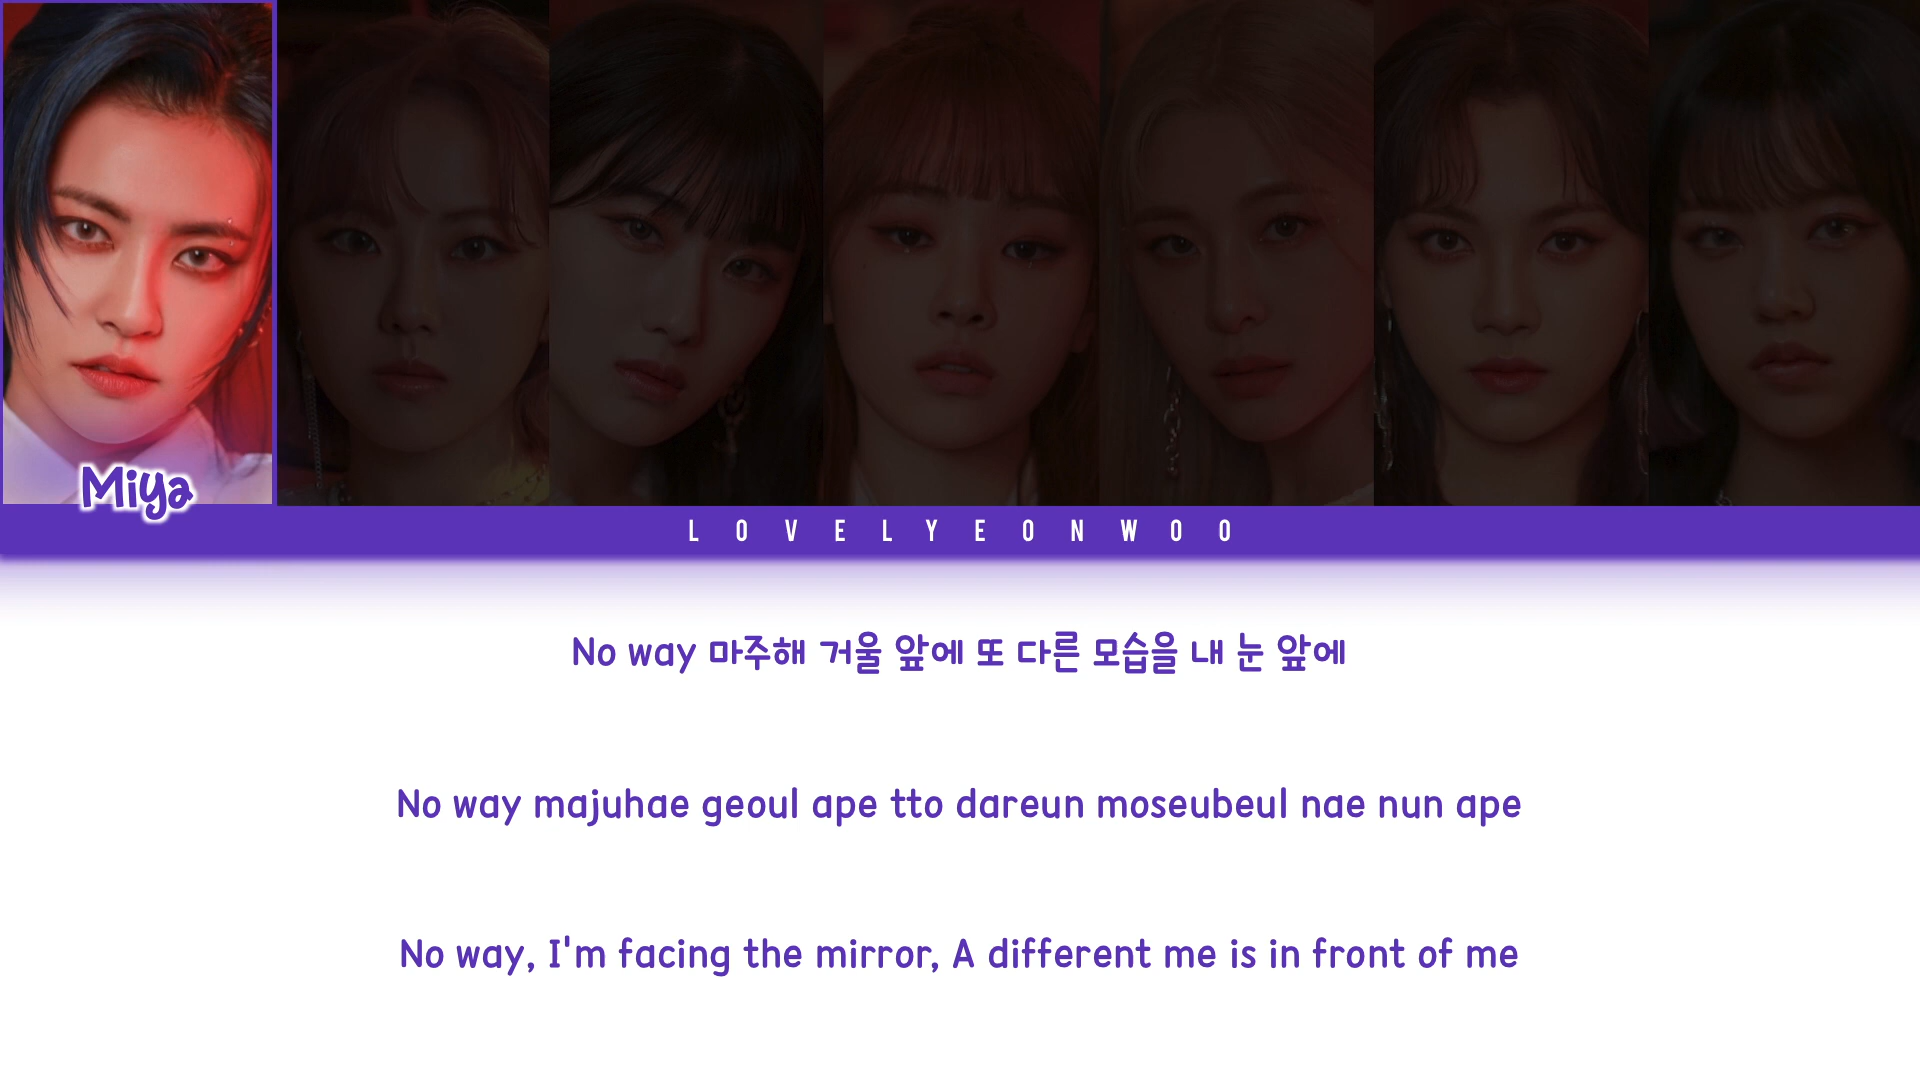 Miya
LOVELYEONWOO
No way 마주해 거울 앞에 또 다른 모습을 내 눈 앞에
No way majuhae geoul ape tto dareun moseubeul nae nun ape
No way, I'm facing the mirror, A different me is in front of me